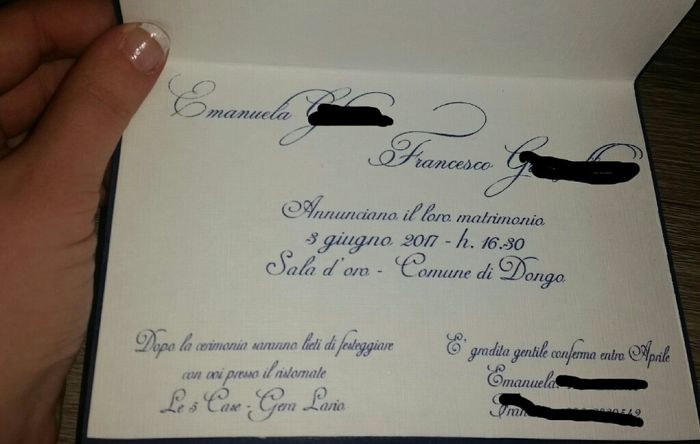 Emanuela G
Francesco G
Annunciano il loro matrimonio
3 giugno 2017 - h. 16.30
Sala d'oro - Comune di Dongo
Dopo la cerimonia saranno lieti di festeggiare
con voi presso il ristornate
Le 5 Case - Gera Lario
E' gradita gentile conferma entro Aprile
Emanuela
Fran